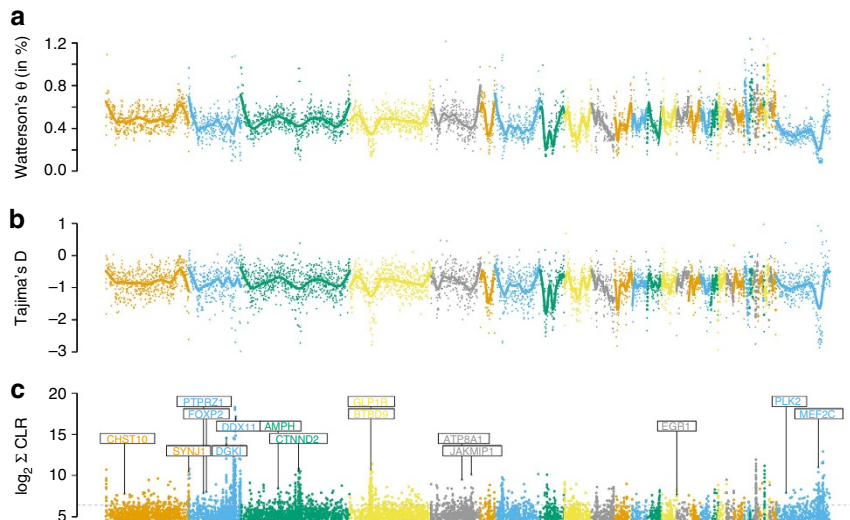 a
1.2
0.8
0.4
0.0
Watterson's θ (in %)
b
1
0
−1
−2
−3
Tajima's D
c
20
15
10
5
log2 Σ CLR
PTPRZ1
FOXP2
DDX11
AMPH
CHST10
SYNJ1
DGKI
CTNND2
GLP1R
BTBD9
ATP8A1
JAKMIP1
EGR1
PLK2
MEF2C